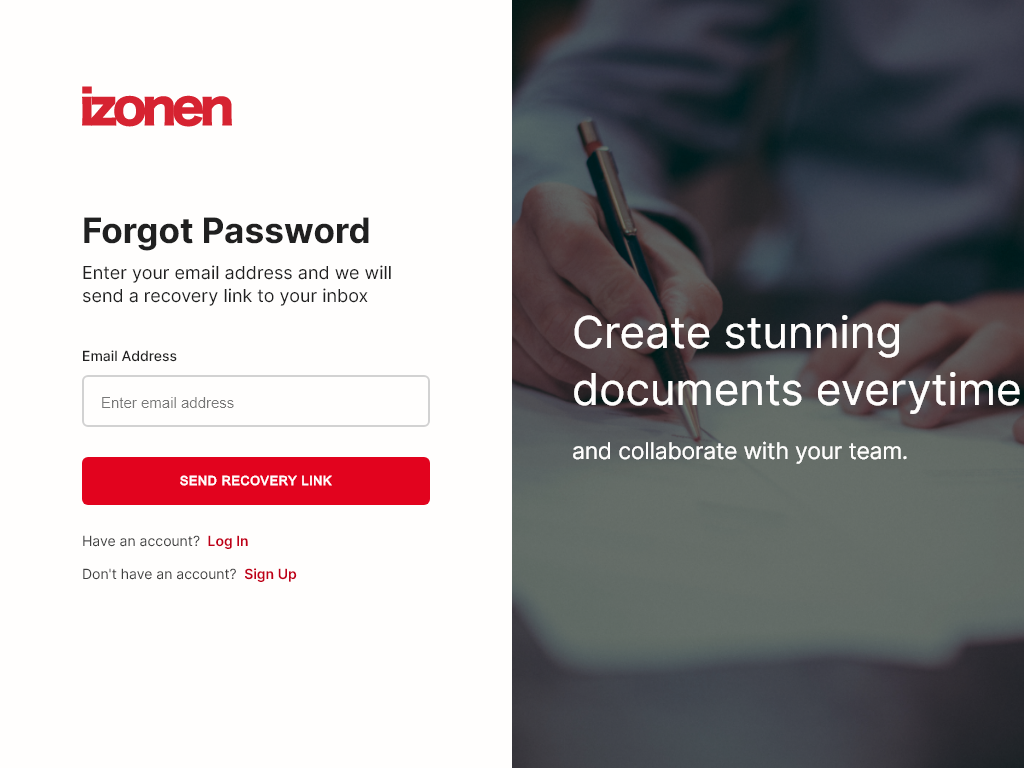 izonen
Forgot Password
Enter your email address and we will
send a recovery link to your inbox
Email Address
Enter email address
SEND RECOVERY LINK
Have an account? Log In
Don't have an account? Sign Up
Create stunning
documents everytime
and collaborate with your team.